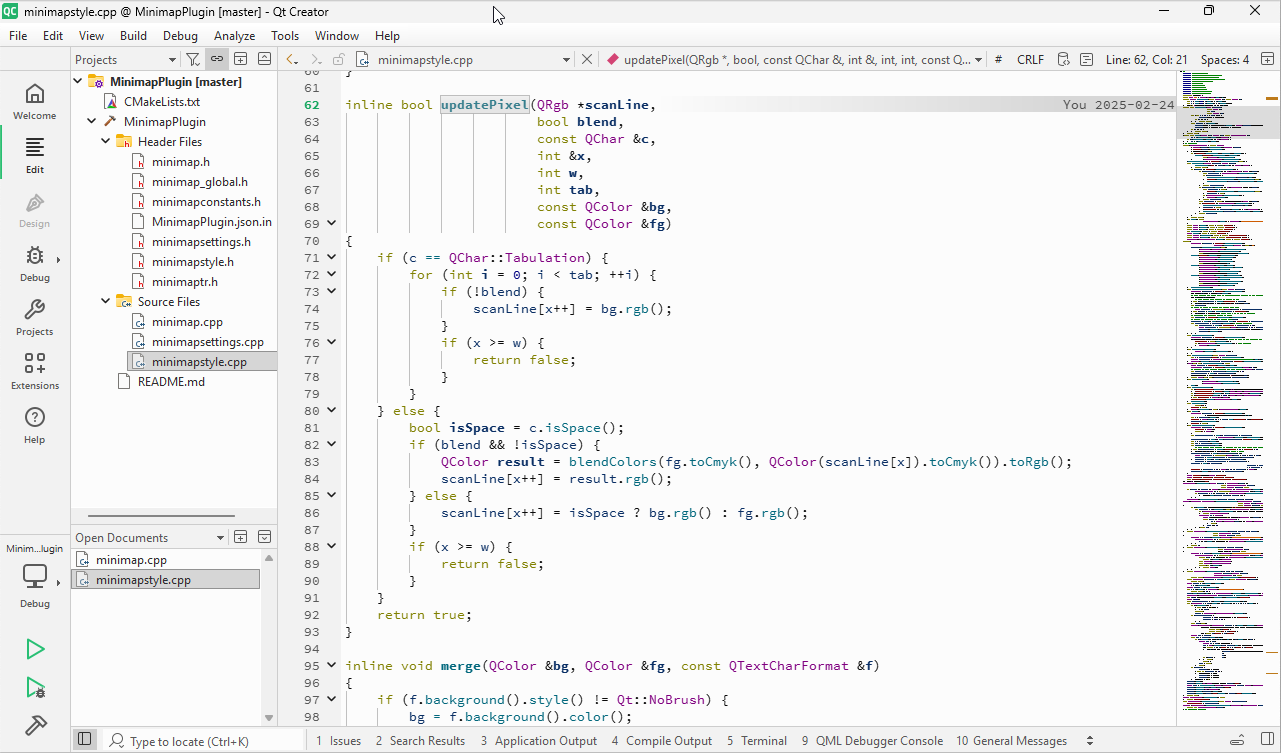 QC minimapstyle.cpp @ MinimapPlugin [master] - Qt Creator
File Edit View Build Debug Analyze Tools Window Help
Projects
minimapstyle.cpp
updatePixel(QRgb *, bool, const QChar &, int &, int, int, const Q...
# CRLF Line: 62, Col: 21 Spaces: 4
Welcome
Edit
Design
Debug
Projects
Extensions
Help
Minim...lugin
Debug
MinimapPlugin [master]
CMakeLists.txt
MinimapPlugin
Header Files
minimap.h
minimap_global.h
minimapconstants.h
MinimapPlugin.json.in
minimapsettings.h
minimapstyle.h
minimaptr.h
Source Files
minimap.cpp
minimapsettings.cpp
minimapstyle.cpp
README.md
Open Documents
minimap.cpp
minimapstyle.cpp
60 }
61
62 inline bool updatePixel(QRgb *scanLine, You 2025-02-24
63 bool blend,
64 const QChar &c,
65 int &x,
66 int w,
67 int tab,
68 const QColor &bg,
69 const QColor &fg)
70 {
71 if (c == QChar::Tabulation) {
72 for (int i = 0; i < tab; ++i) {
73 if (!blend) {
74 scanLine[x++] = bg.rgb();
75 }
76 if (x >= w) {
77 return false;
78 }
79 }
80 } else {
81 bool isSpace = c.isSpace();
82 if (blend && !isSpace) {
83 QColor result = blendColors(fg.toCmyk(), QColor(scanLine[x]).toCmyk()).toRgb();
84 scanLine[x++] = result.rgb();
85 } else {
86 scanLine[x++] = isSpace ? bg.rgb() : fg.rgb();
87 }
88 if (x >= w) {
89 return false;
90 }
91 }
92 return true;
93 }
94
95 inline void merge(QColor &bg, QColor &fg, const QTextCharFormat &f)
96 {
97 if (f.background().style() != Qt::NoBrush) {
98 bg = f.background().color();
Type to locate (Ctrl+K)
1 Issues 2 Search Results 3 Application Output 4 Compile Output 5 Terminal 9 QML Debugger Console 10 General Messages